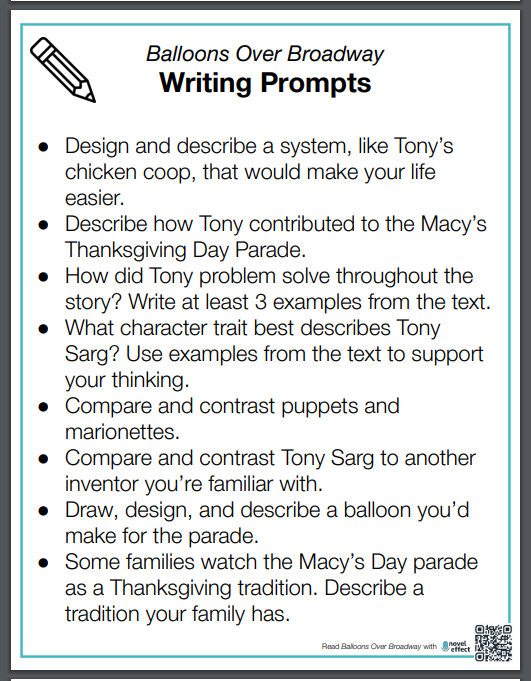 Balloons Over Broadway
Writing Prompts
● Design and describe a system, like Tony's
chicken coop, that would make your life
easier.
● Describe how Tony contributed to the Macy's
Thanksgiving Day Parade.
● How did Tony problem solve throughout the
story? Write at least 3 examples from the text.
● What character trait best describes Tony
Sarg? Use examples from the text to support
your thinking.
● Compare and contrast puppets and
marionettes.
● Compare and contrast Tony Sarg to another
inventor you're familiar with.
● Draw, design, and describe a balloon you'd
make for the parade.
● Some families watch the Macy's Day parade
as a Thanksgiving tradition. Describe a
tradition your family has.
Read Balloons Over Broadway with novel effect